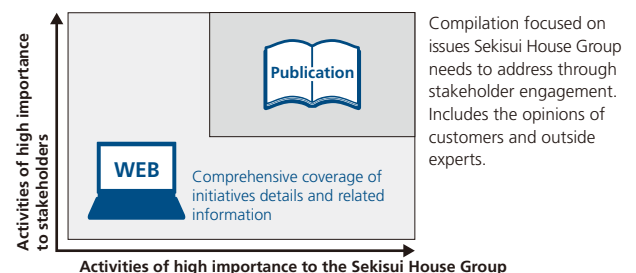 Activities of high importance
to stakeholders
Publication
WEB
Comprehensive coverage of
initiatives details and related
information
Activities of high importance to the Sekisui House Group
Compilation focused on
issues Sekisui House Group
needs to address through
stakeholder engagement.
Includes the opinions of
customers and outside
experts.